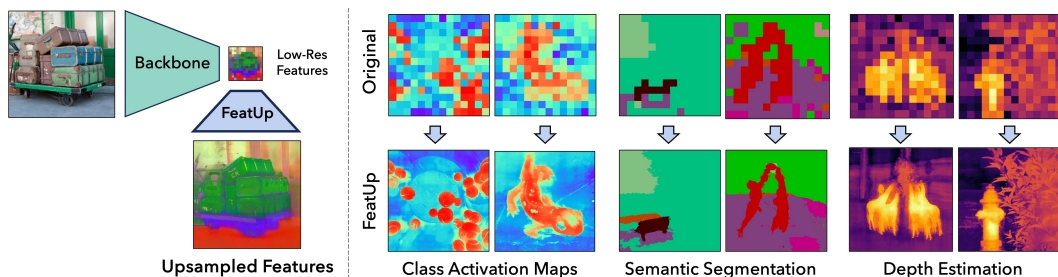 Backbone
Low-Res
Features
FeatUp
Upsampled Features
Original
FeatUp
Class Activation Maps
Semantic Segmentation
Depth Estimation